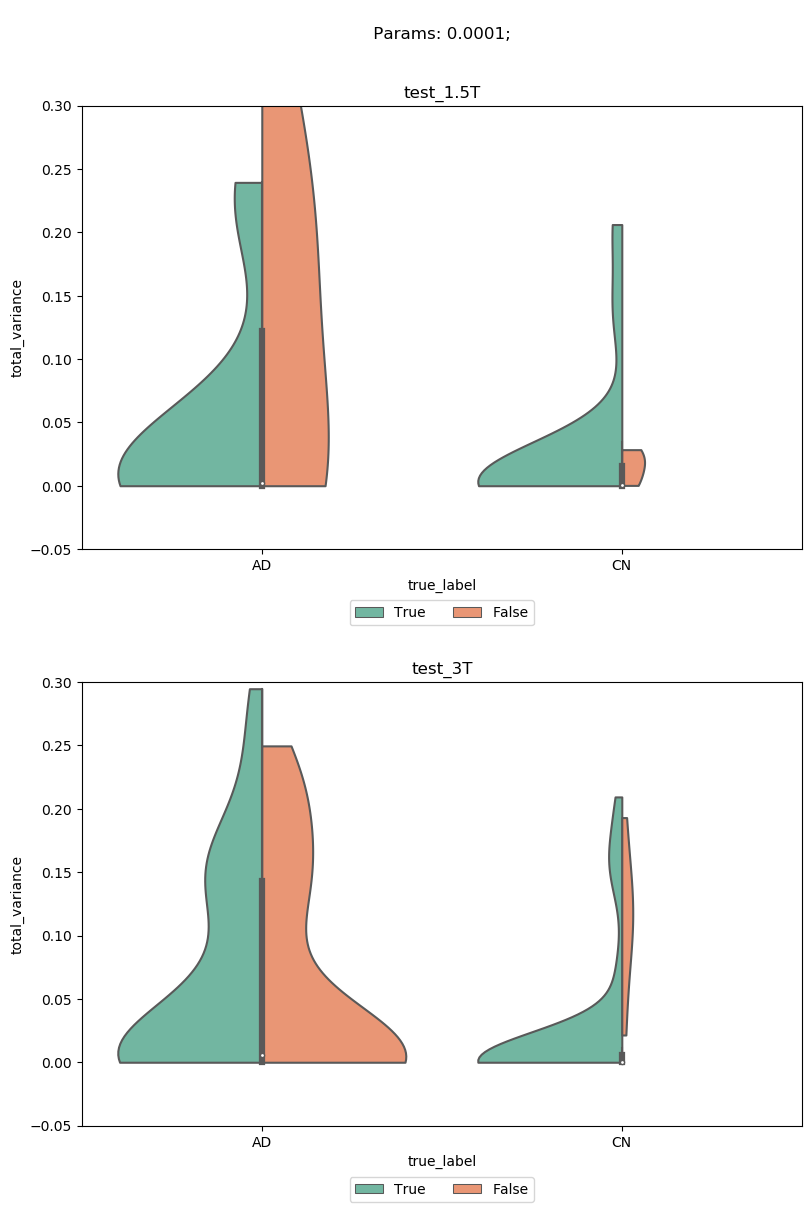 Params: 0.0001;
test_1.5T
0.30
0.25
0.20
0.15
0.10
0.05
0.00
−0.05
total_variance
AD CN
true_label
True False
test_3T
0.30
0.25
0.20
0.15
0.10
0.05
0.00
−0.05
total_variance
AD CN
true_label
True False